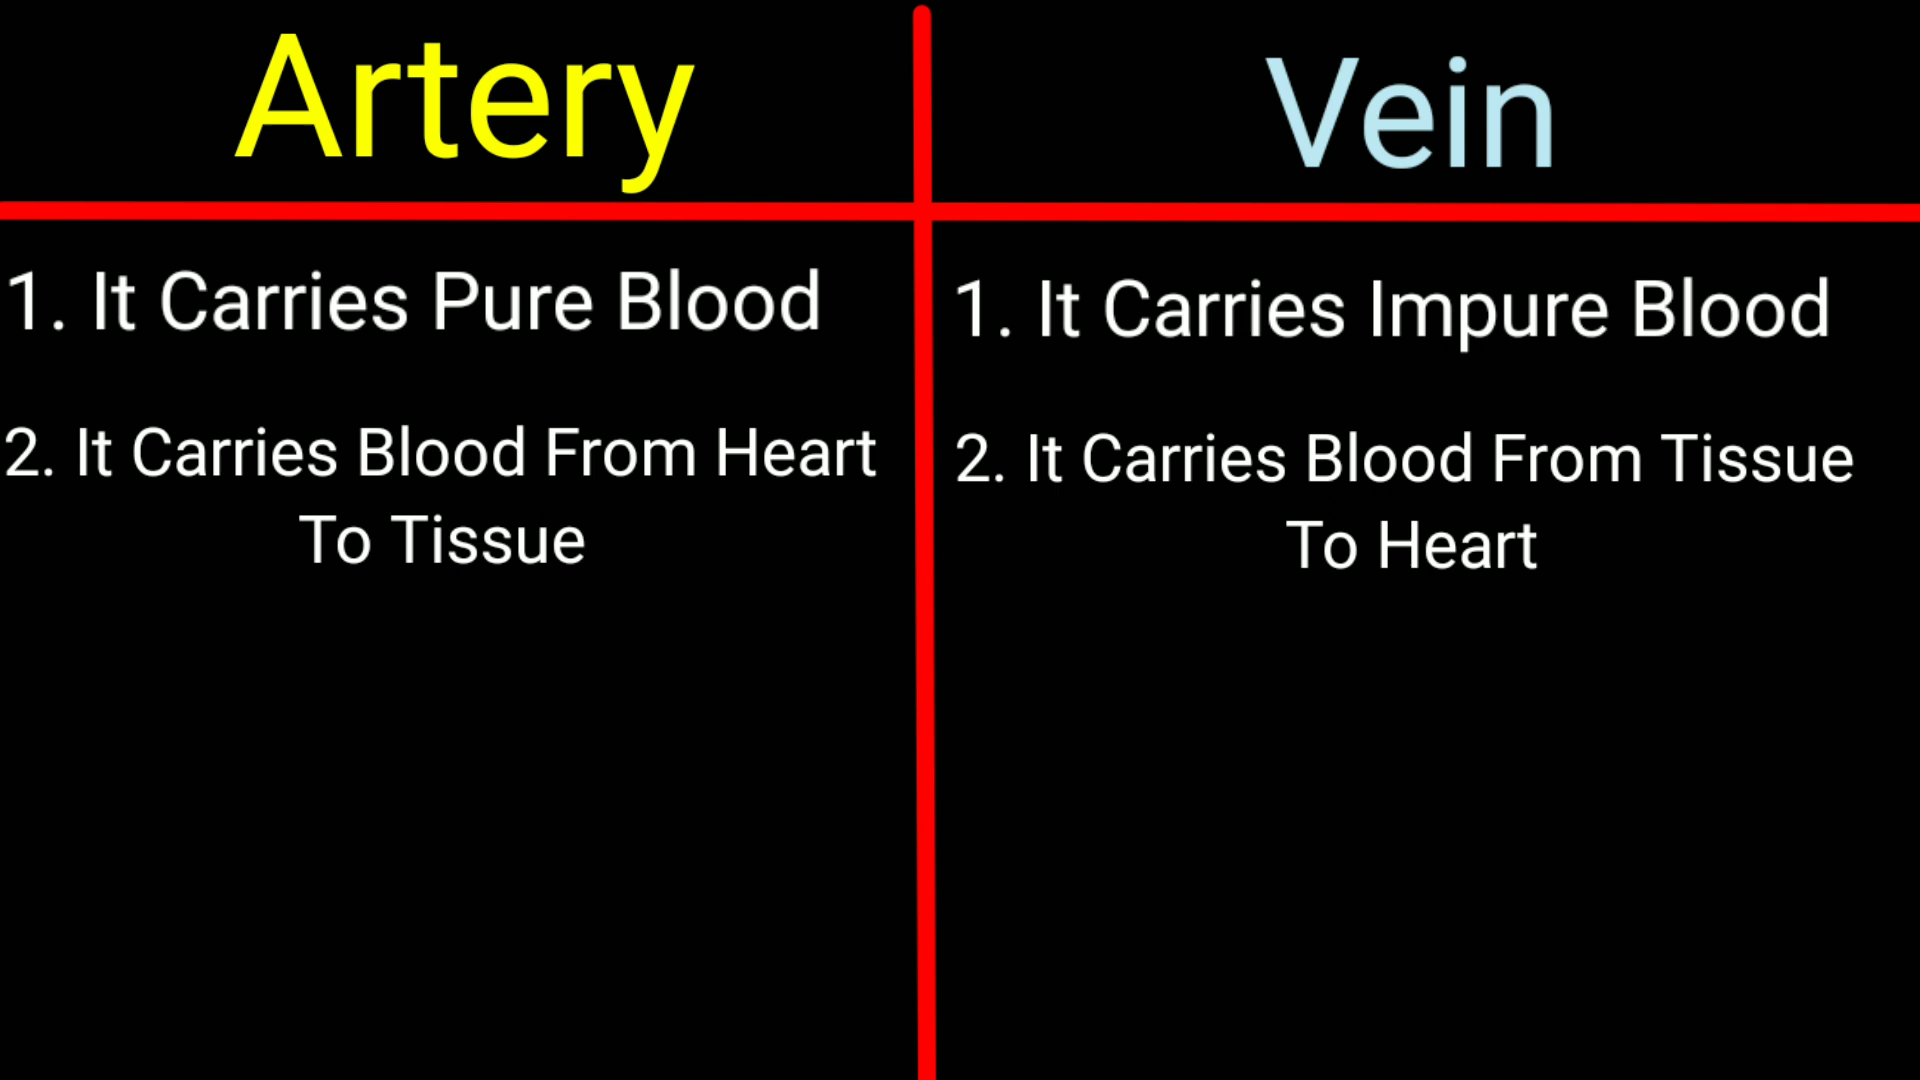 Artery
Vein
1. It Carries Pure Blood
2. It Carries Blood From Heart
To Tissue
1. It Carries Impure Blood
2. It Carries Blood From Tissue
To Heart